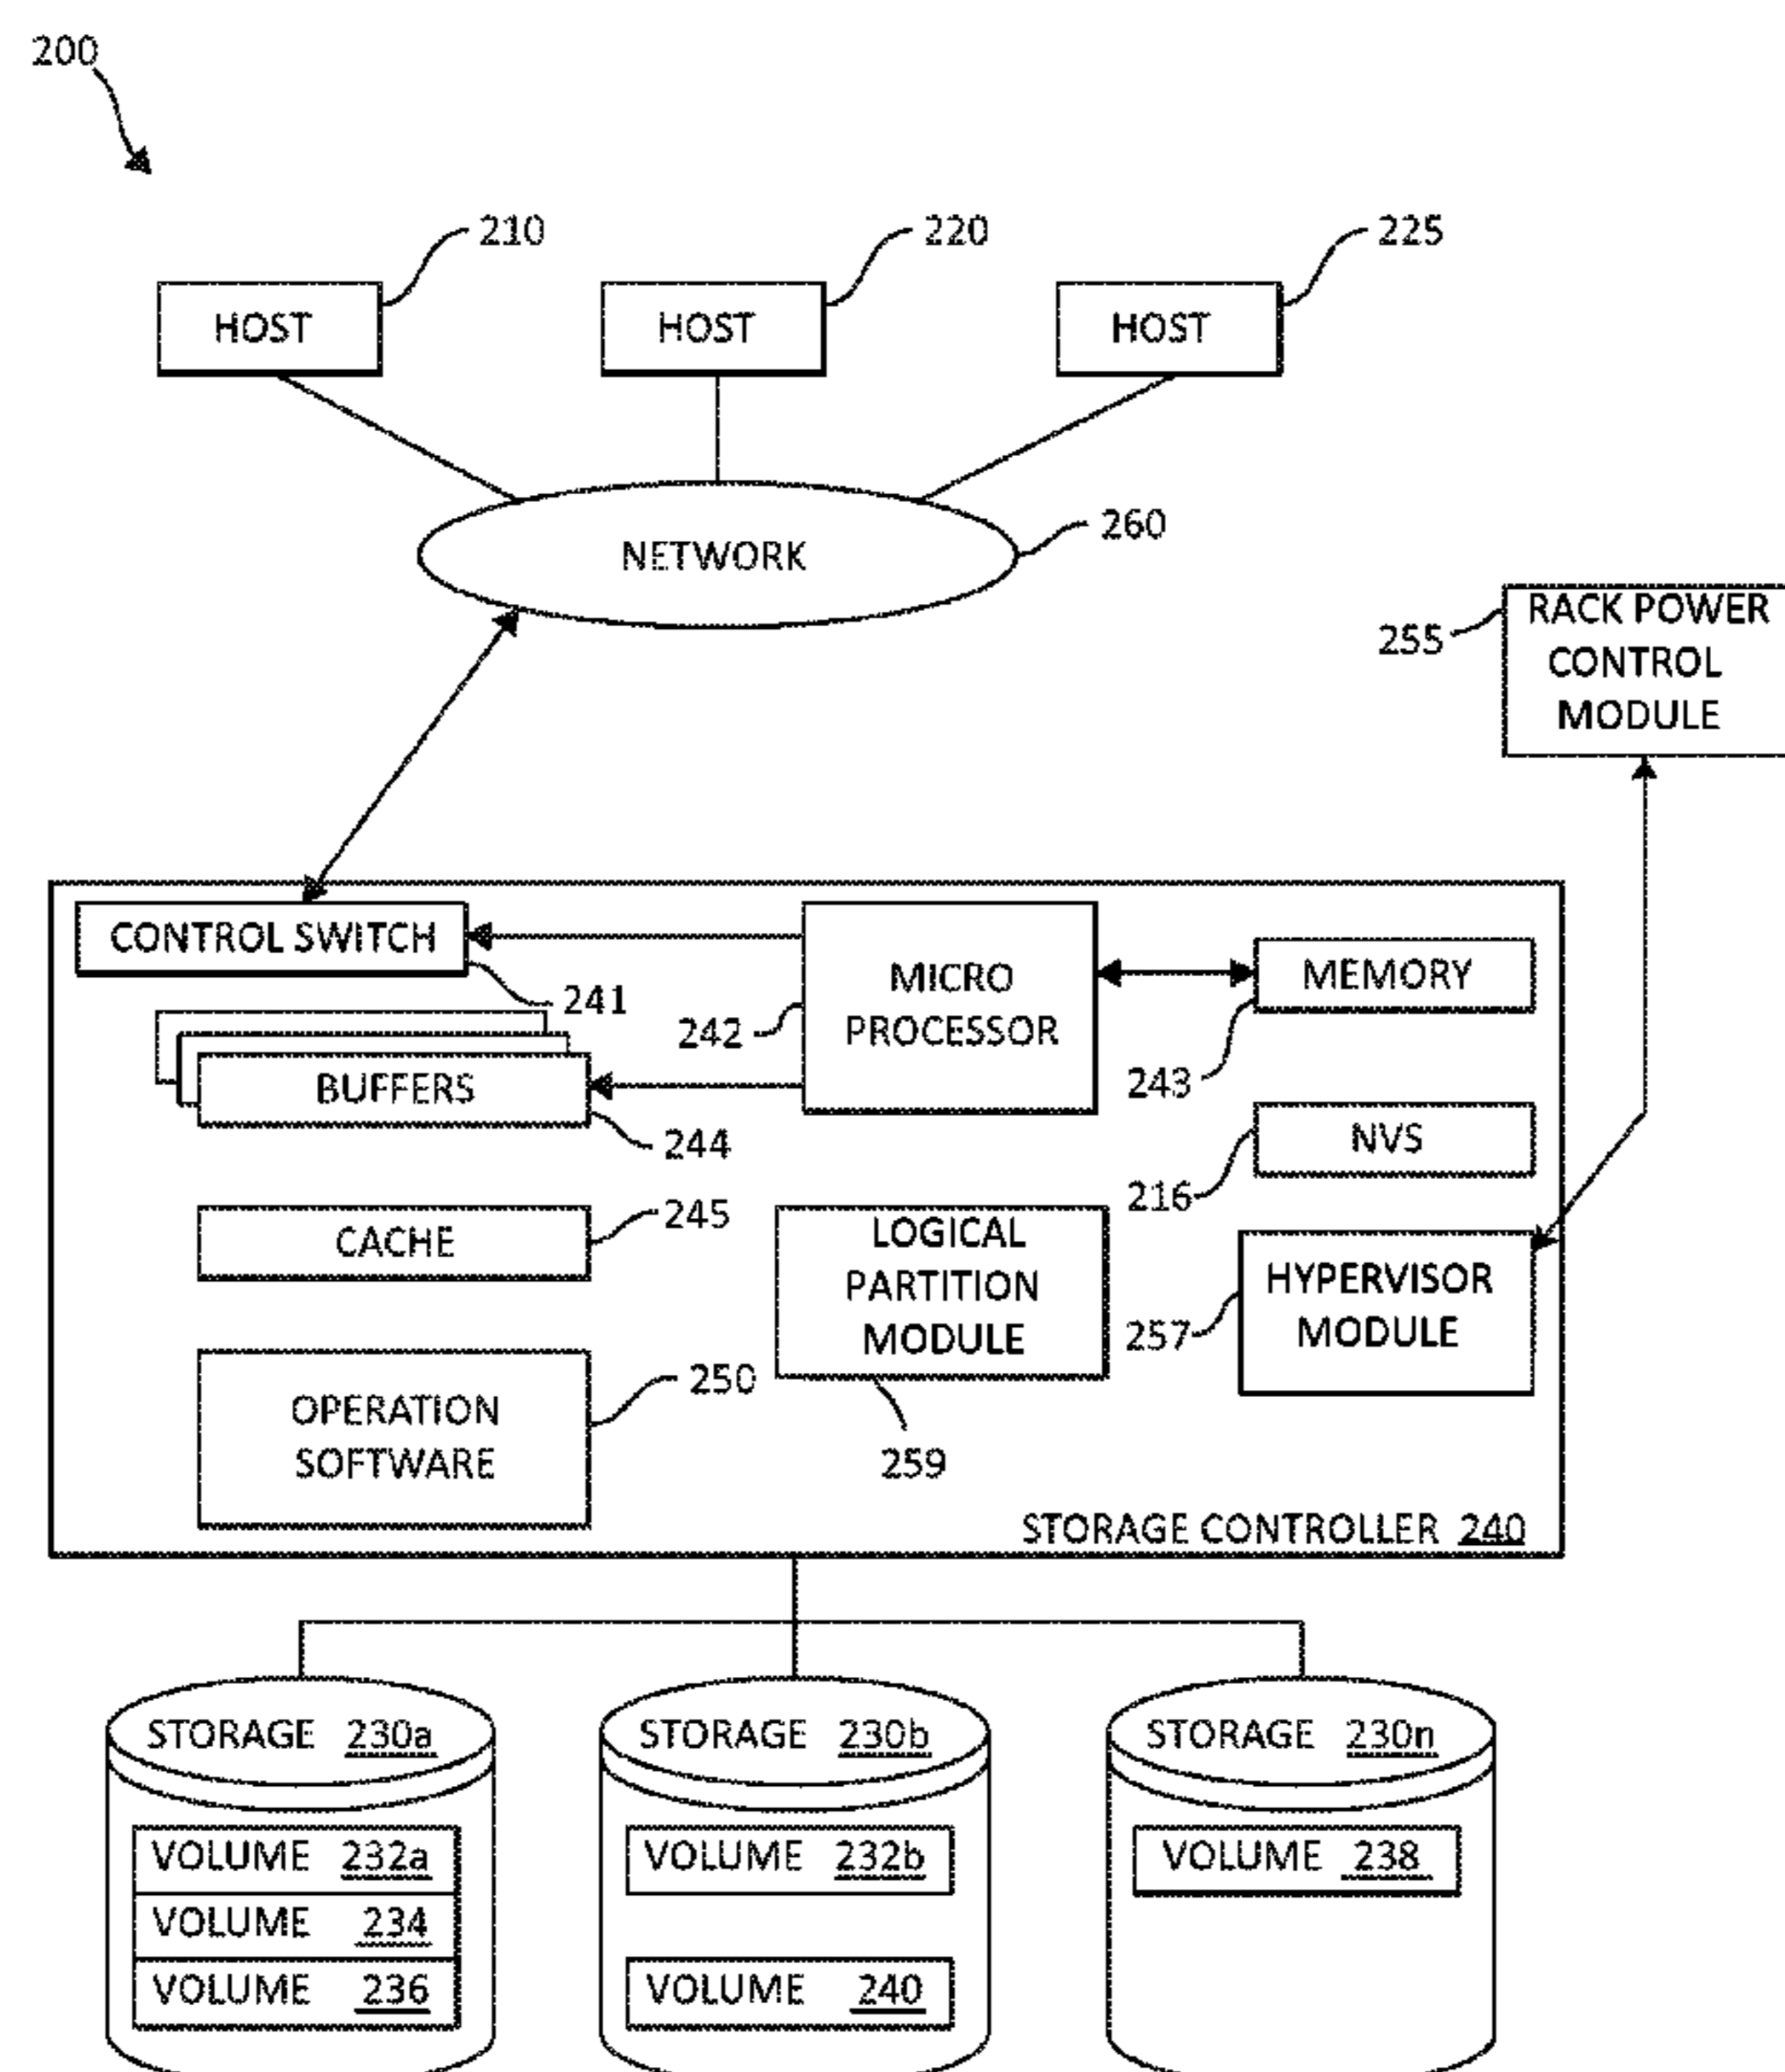 200
210
220
225
HOST
HOST
HOST
NETWORK
260
255
RACK POWER
CONTROL
MODULE
CONTROL SWITCH
241
MICRO
PROCESSOR
242
MEMORY
243
BUFFERS
244
NVS
216
CACHE
245
LOGICAL
PARTITION
MODULE
259
HYPERVISOR
MODULE
257
OPERATION
SOFTWARE
250
STORAGE CONTROLLER 240
STORAGE 230a
VOLUME 232a
VOLUME 234
VOLUME 236
STORAGE 230b
VOLUME 232b
VOLUME 240
STORAGE 230n
VOLUME 238